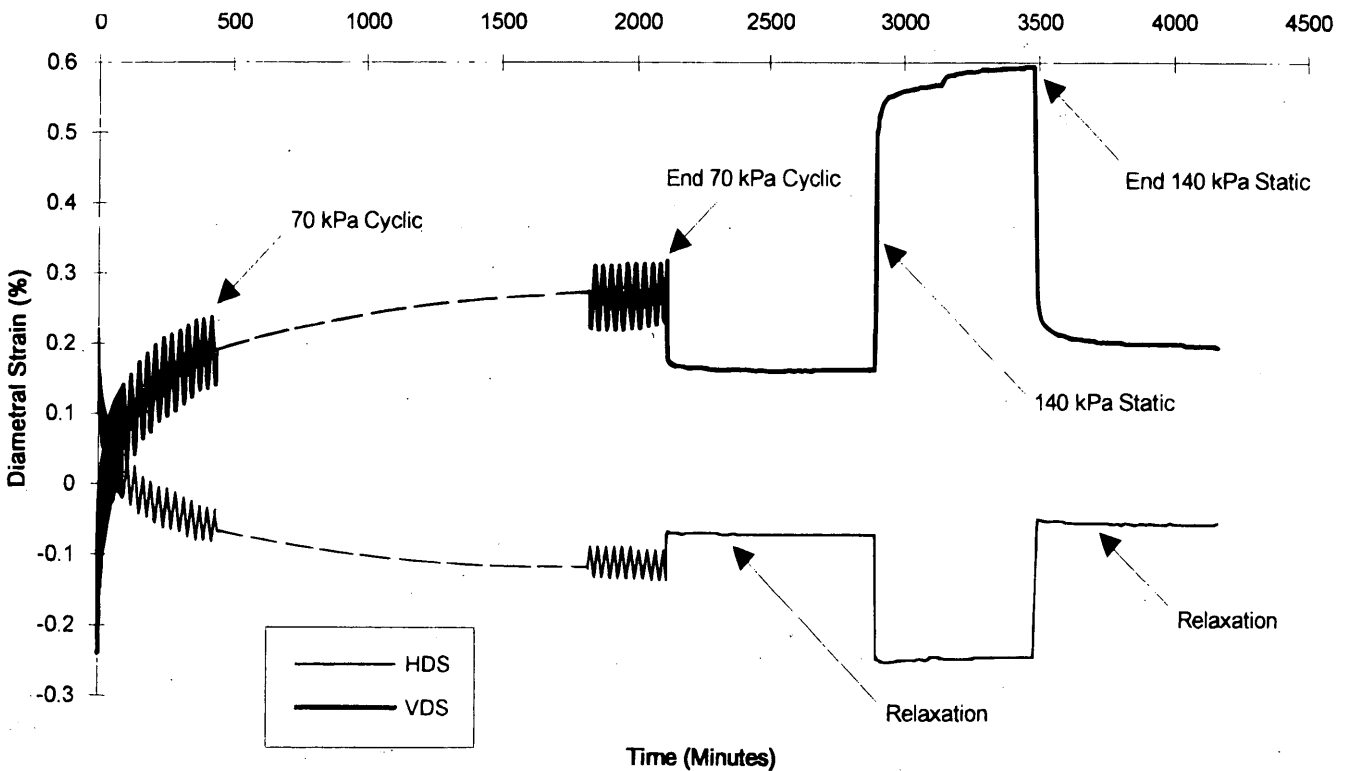 0 500 1000 1500 2000 2500 3000 3500 4000 4500
0.6
0.5
0.4
0.3
0.2
0.1
0
-0.1
-0.2
-0.3
Diametral Strain (%)
70 kPa Cyclic
End 70 kPa Cyclic
End 140 kPa Static
140 kPa Static
Relaxation
Relaxation
HDS
VDS
Time (Minutes)